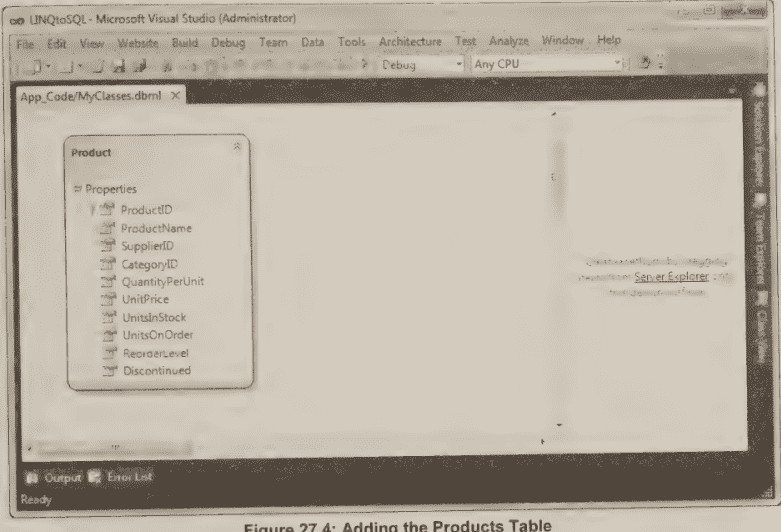 LINQtoSQL - Microsoft Visual Studio (Administrator)
File Edit View Website Build Debug Team Data Tools Architecture Test Analyze Window Help
Debug Any CPU
App_Code/MyClasses.dbml
Product
Properties
ProductID
ProductName
SupplierID
CategoryID
QuantityPerUnit
UnitPrice
UnitsInStock
UnitsOnOrder
ReorderLevel
Discontinued
Server Explorer
Solution Explorer
Team Explorer
Class View
Output Error List
Ready
Figure 27.4: Adding the Products Table